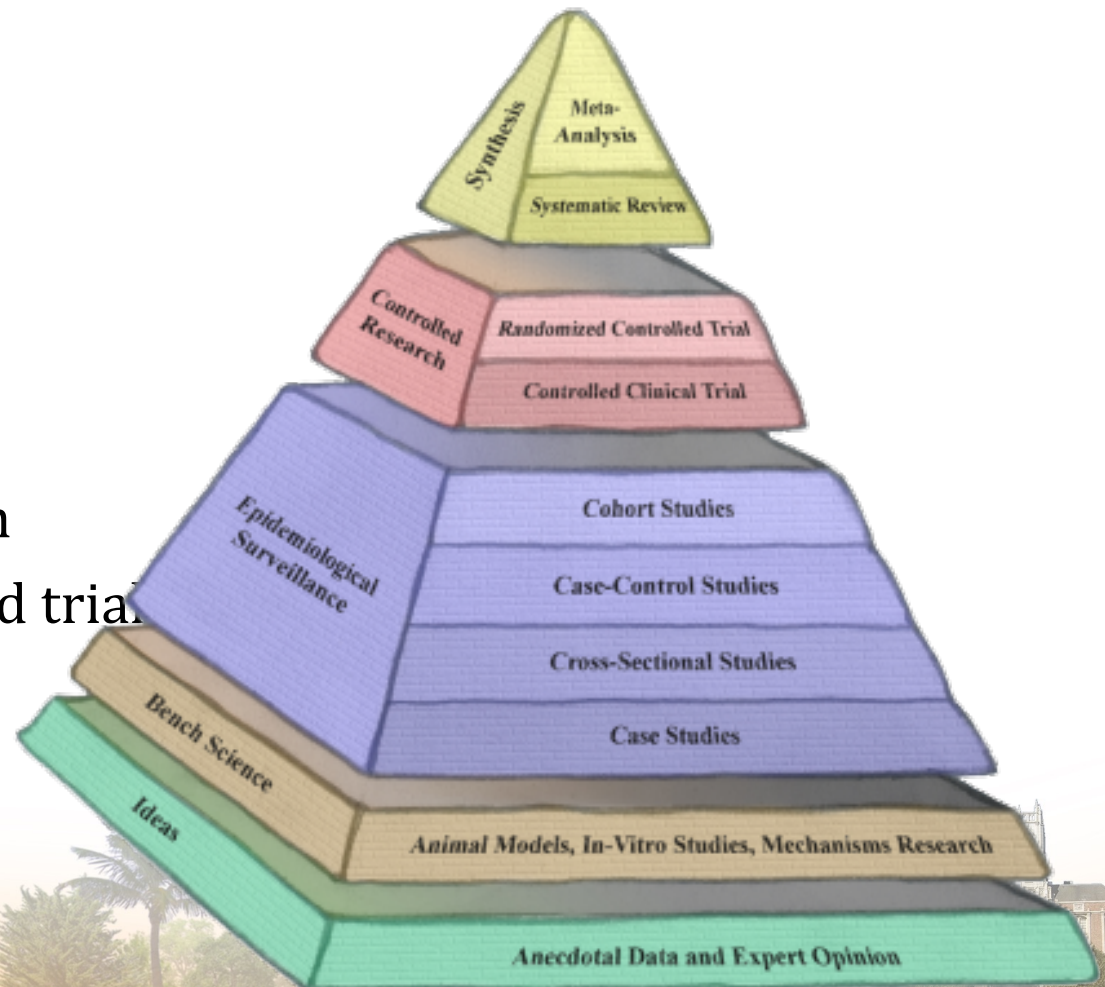 Synthesis
Meta-
Analysis
Systematic Review
Controlled
Research
Randomized Controlled Trial
Controlled Clinical Trial
Epidemiological
Surveillance
Cohort Studies
Case-Control Studies
Cross-Sectional Studies
Case Studies
n
d trial
Bench Science
Animal Models, In-Vitro Studies, Mechanisms Research
Ideas
Anecdotal Data and Expert Opinion